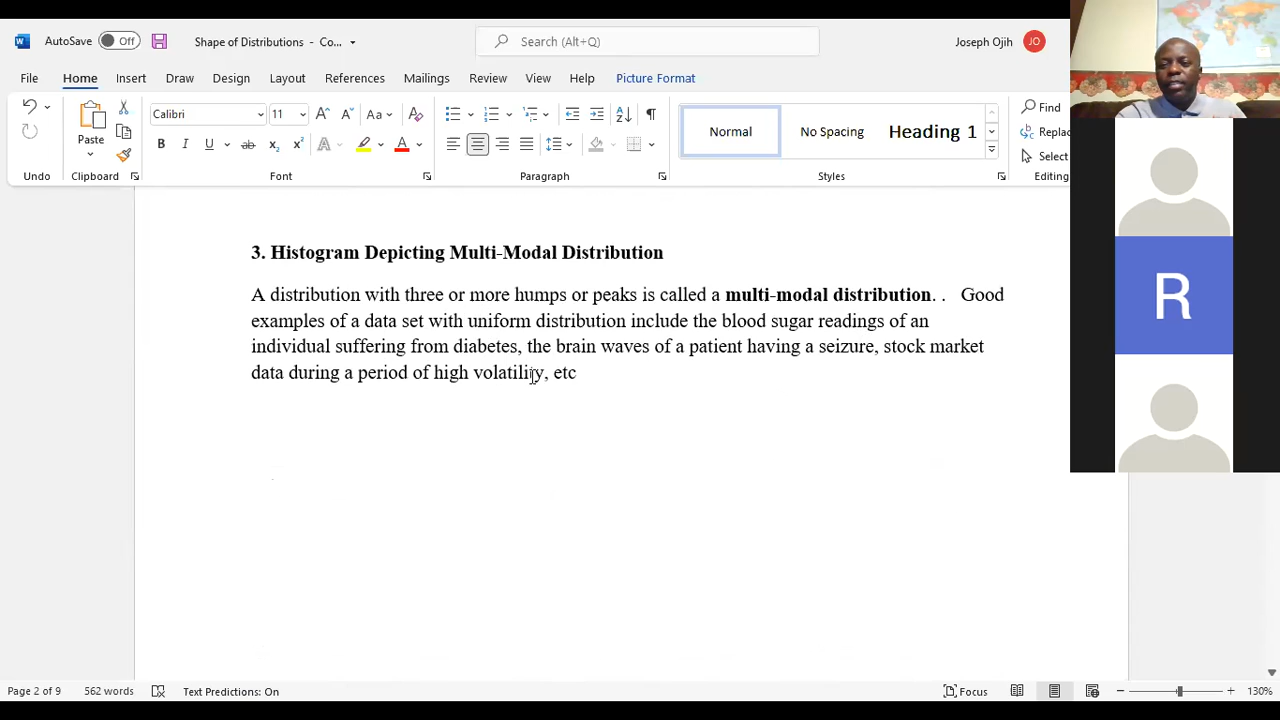 AutoSave Off Shape of Distributions - Co... Search (Alt+Q) Joseph Ojih JO
File Home Insert Draw Design Layout References Mailings Review View Help Picture Format
Calibri 11 Aa Normal No Spacing Heading 1 Find
Paste B I U ab x₂ x² A A Replac
Select
Undo Clipboard Font Paragraph Styles Editing
3. Histogram Depicting Multi-Modal Distribution
A distribution with three or more humps or peaks is called a multi-modal distribution. . Good
examples of a data set with uniform distribution include the blood sugar readings of an
individual suffering from diabetes, the brain waves of a patient having a seizure, stock market
data during a period of high volatility, etc
R
Page 2 of 9 562 words Text Predictions: On Focus 130%